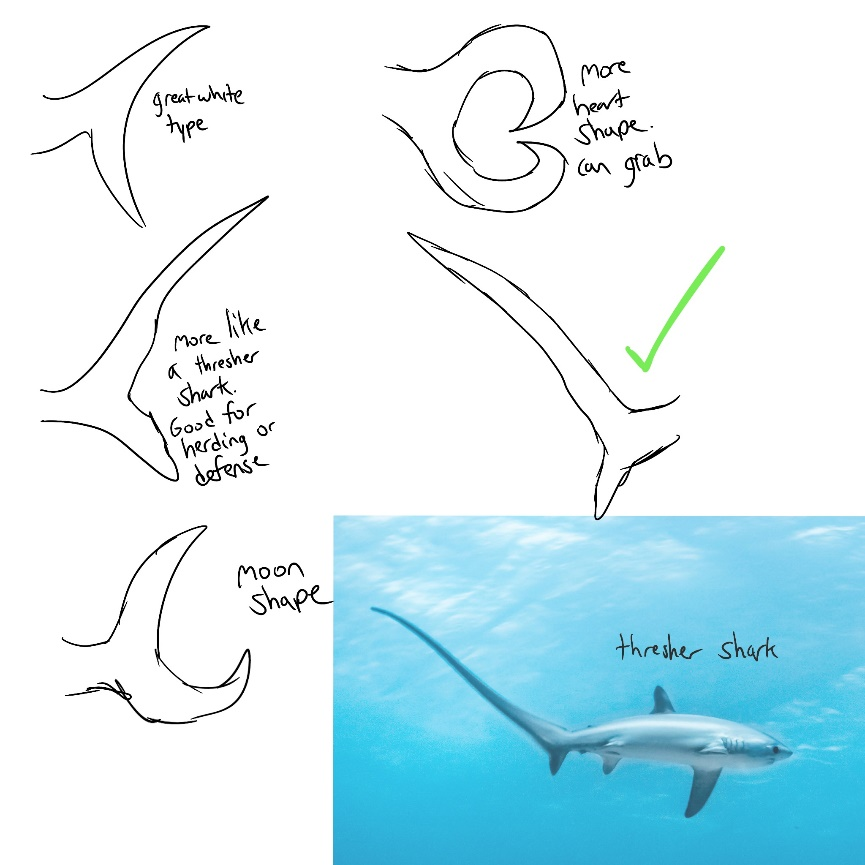 great white
type
More
heart
shape.
can grab
More like
a thresher
shark.
Good for
herding or
defense
Moon
shape
thresher shark